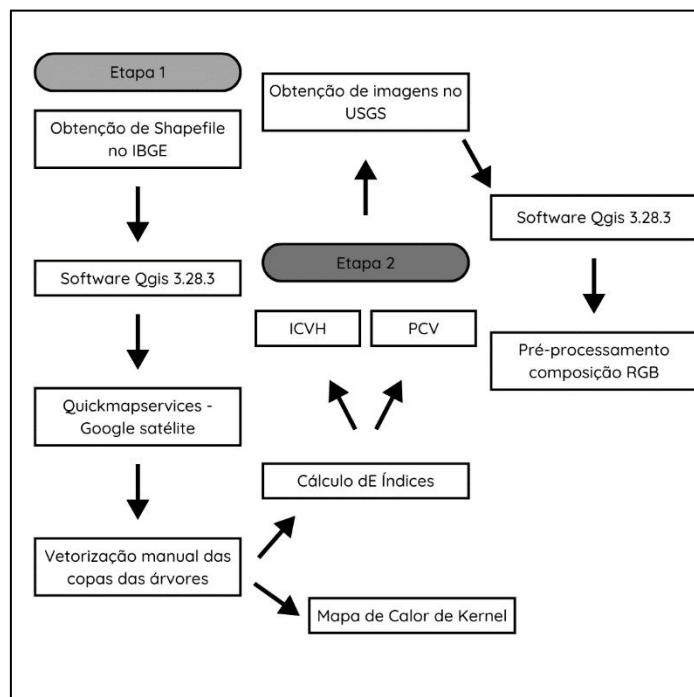 Etapa 1
Obtenção de Shapefile
no IBGE
Software Qgis 3.28.3
Quickmapservices -
Google satélite
Vetorização manual das
copas das árvores
Cálculo dE Índices
ICVH
PCV
Mapa de Calor de Kernel
Etapa 2
Obtenção de imagens no
USGS
Software Qgis 3.28.3
Pré-processamento
composição RGB